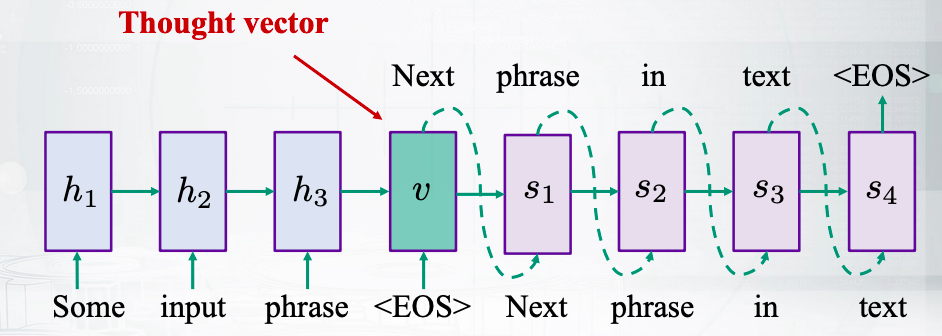 Thought vector
Next phrase in text <EOS>
h1 h2 h3 v s1 s2 s3 s4
Some input phrase <EOS> Next phrase in text